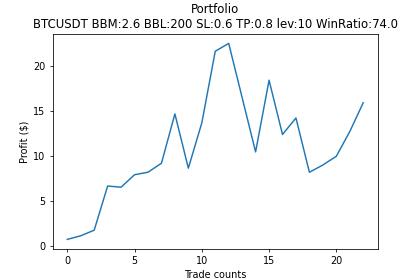 Portfolio
BTCUSDT BBM:2.6 BBL:200 SL:0.6 TP:0.8 lev:10 WinRatio:74.0
Profit ($)
20
15
10
5
0
0 5 10 15 20
Trade counts